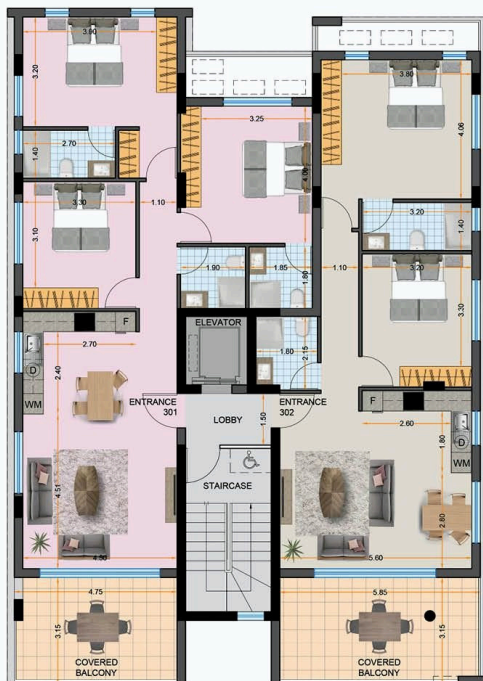 3.90
3.20
3.80
4.06
3.25
4.06
1.40
2.70
3.30
3.10
1.10
3.20
1.40
1.90
1.85
1.80
1.10
3.20
3.30
F
2.70
D
WM
2.40
ELEVATOR
1.80
2.15
ENTRANCE
301
LOBBY
1.50
ENTRANCE
302
F
2.60
1.80
D
WM
STAIRCASE
4.51
2.80
4.50
5.60
4.75
3.15
COVERED
BALCONY
5.85
3.15
COVERED
BALCONY